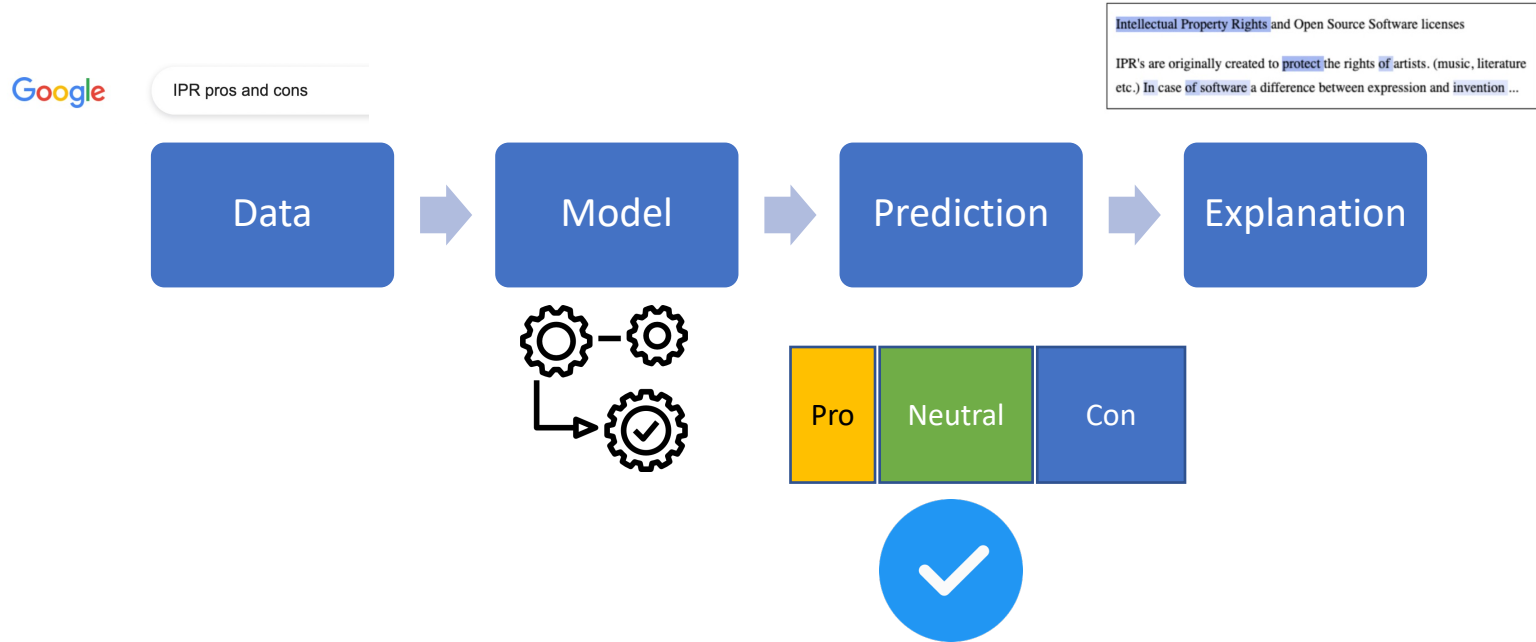 Intellectual Property Rights and Open Source Software licenses
IPR's are originally created to protect the rights of artists. (music, literature
etc.) In case of software a difference between expression and invention ...
Google
IPR pros and cons
Data
Model
Prediction
Explanation
Pro
Neutral
Con